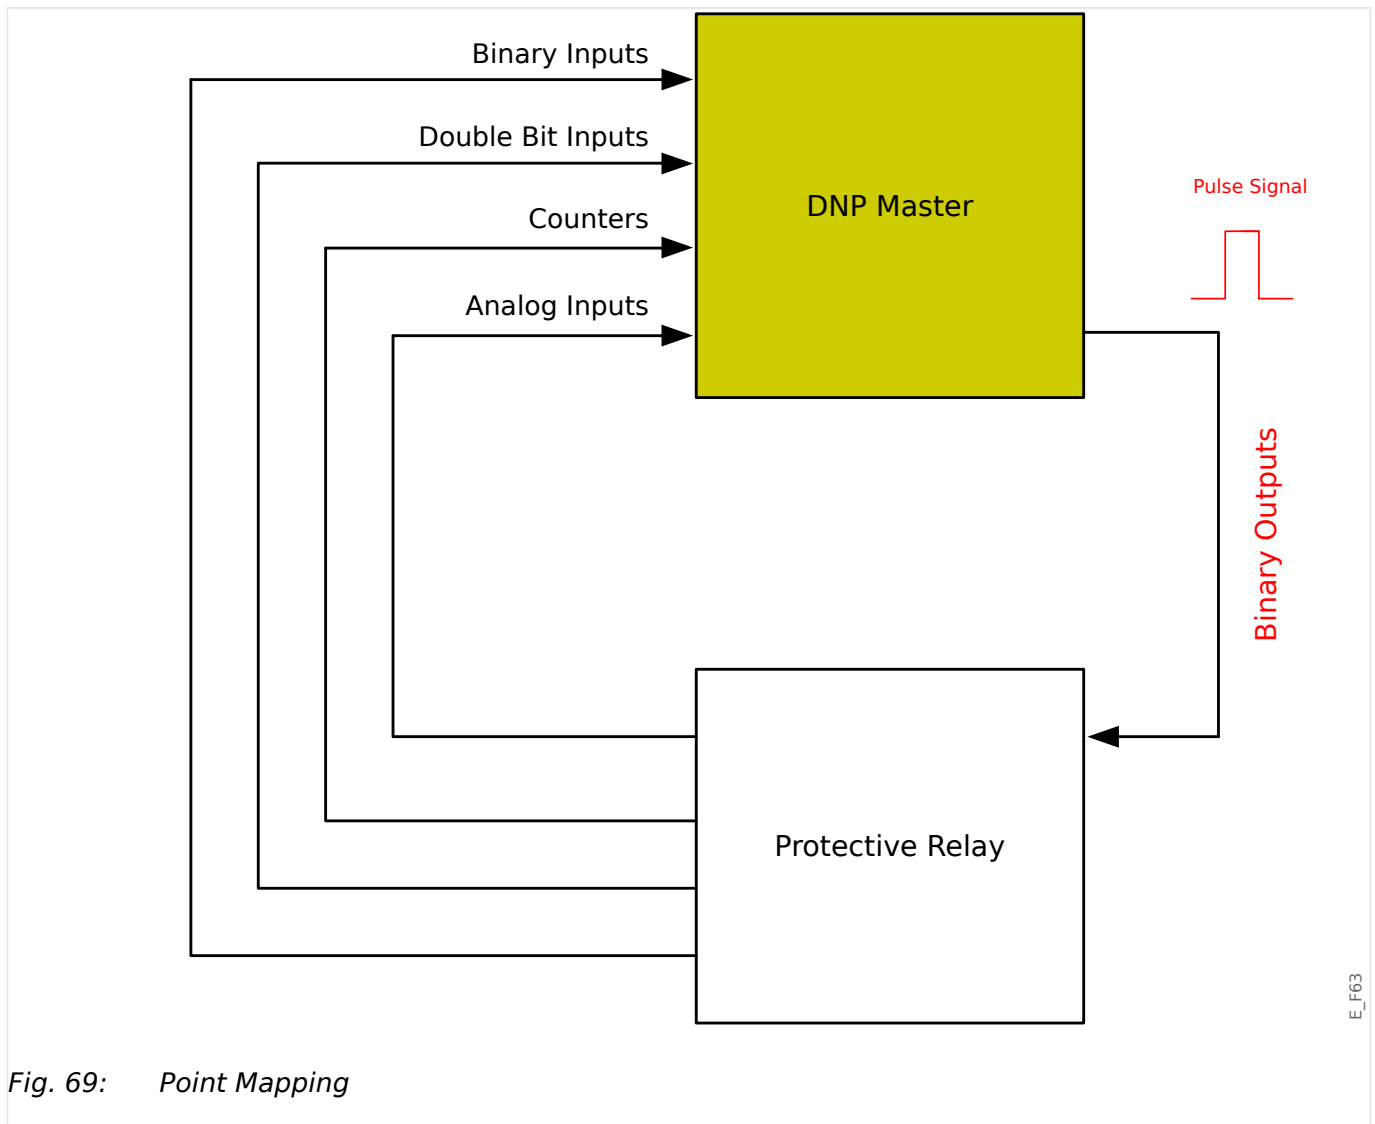 Binary Inputs
Double Bit Inputs
Counters
Analog Inputs
DNP Master
Pulse Signal
Binary Outputs
Protective Relay
E_F63
Fig. 69: Point Mapping